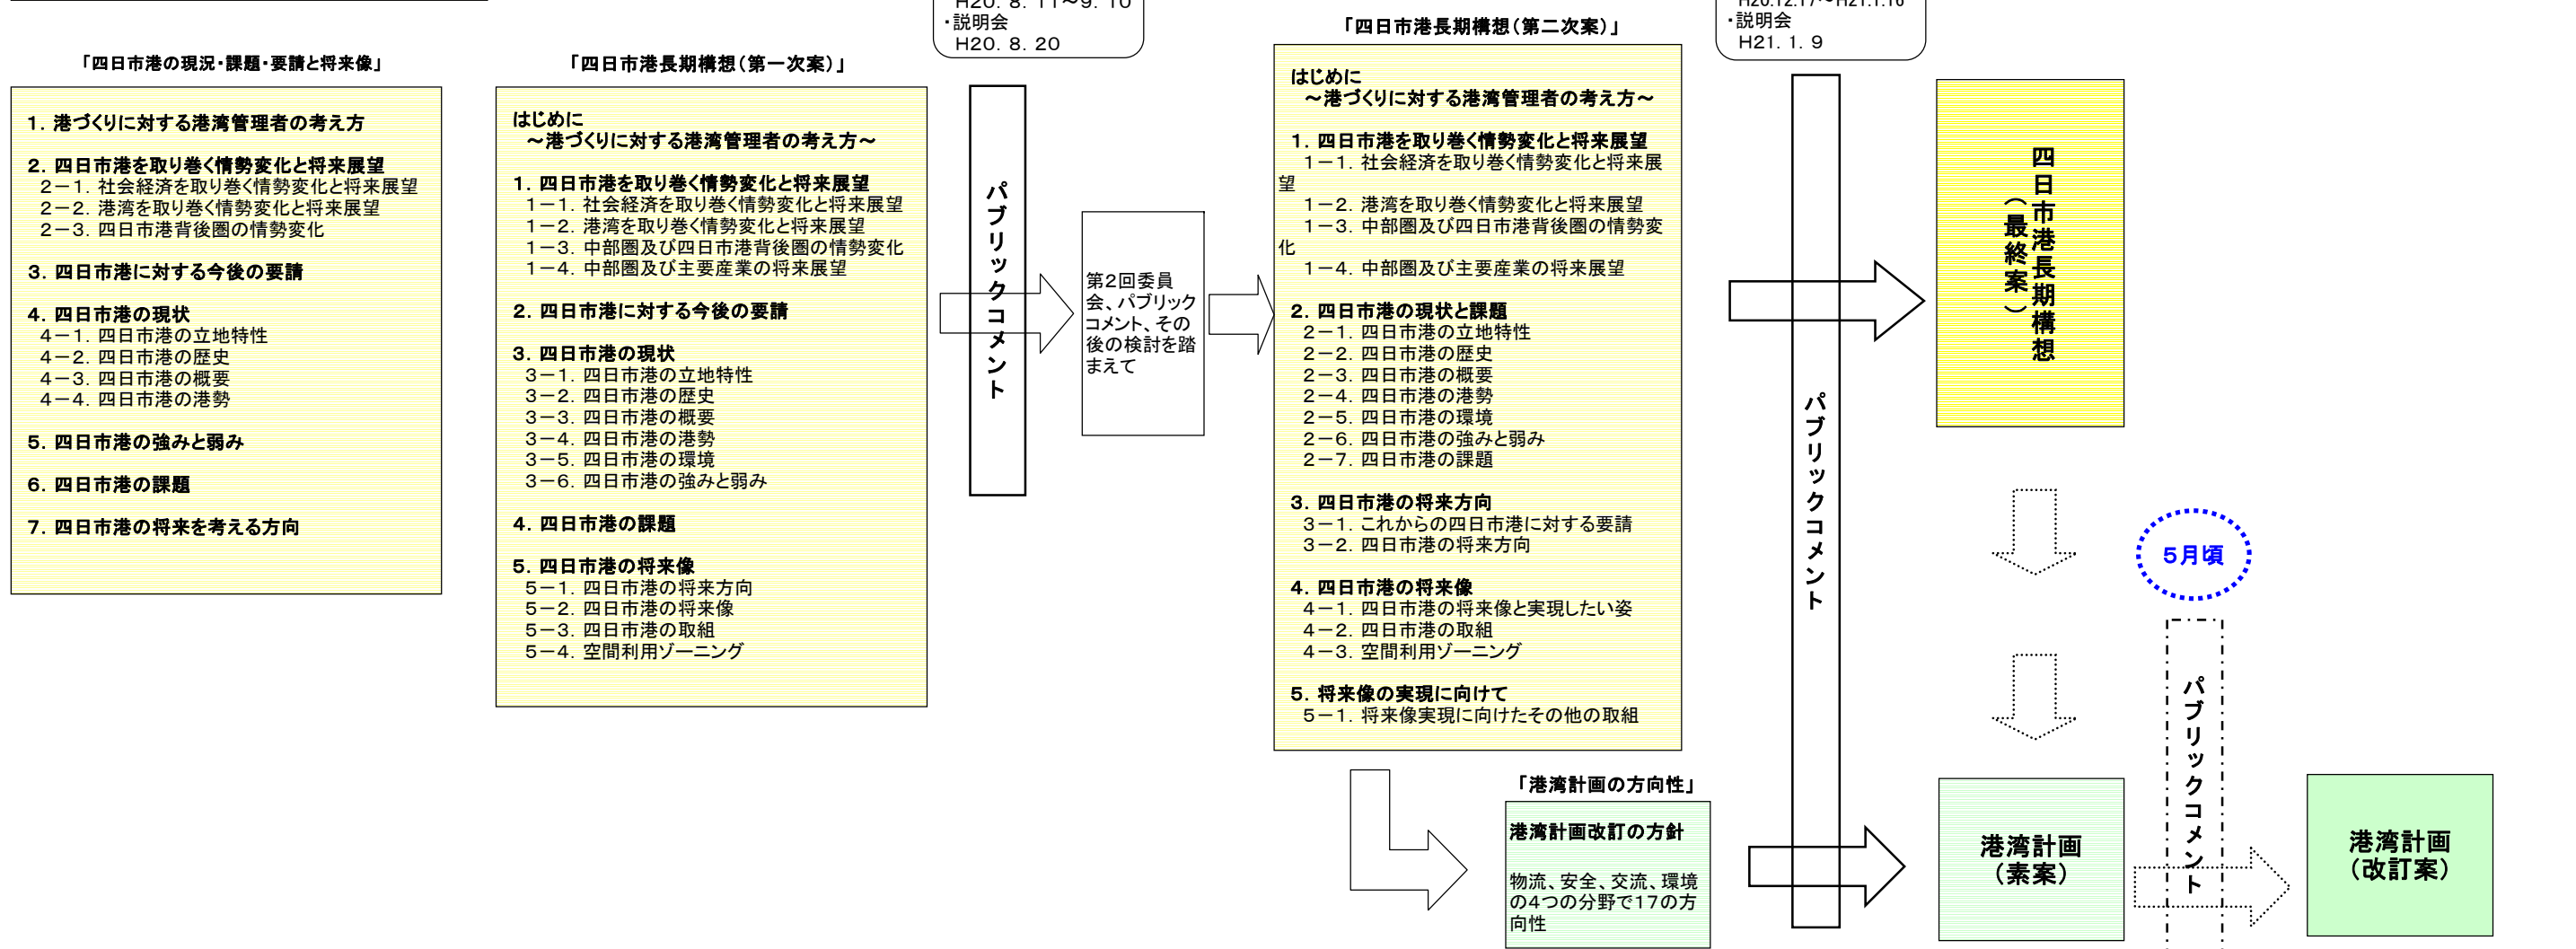 「四日市港の現況・課題・要請と将来像」
1. 港づくりに対する港湾管理者の考え方
2. 四日市港を取り巻く情勢変化と将来展望
2－1. 社会経済を取り巻く情勢変化と将来展望
2－2. 港湾を取り巻く情勢変化と将来展望
2－3. 四日市港背後圏の情勢変化
3. 四日市港に対する今後の要請
4. 四日市港の現状
4－1. 四日市港の立地特性
4－2. 四日市港の歴史
4－3. 四日市港の概要
4－4. 四日市港の港勢
5. 四日市港の強みと弱み
6. 四日市港の課題
7. 四日市港の将来を考える方向
「四日市港長期構想（第一次案）」
はじめに
～港づくりに対する港湾管理者の考え方～
1. 四日市港を取り巻く情勢変化と将来展望
1－1. 社会経済を取り巻く情勢変化と将来展望
1－2. 港湾を取り巻く情勢変化と将来展望
1－3. 中部圏及び四日市港背後圏の情勢変化
1－4. 中部圏及び主要産業の将来展望
2. 四日市港に対する今後の要請
3. 四日市港の現状
3－1. 四日市港の立地特性
3－2. 四日市港の歴史
3－3. 四日市港の概要
3－4. 四日市港の港勢
3－5. 四日市港の環境
3－6. 四日市港の強みと弱み
4. 四日市港の課題
5. 四日市港の将来像
5－1. 四日市港の将来方向
5－2. 四日市港の将来像
5－3. 四日市港の取組
5－4. 空間利用ゾーニング
H20. 8. 11～9. 10
・説明会
H20. 8. 20
パブリックコメント
第2回委員
会、パブリック
コメント、その
後の検討を踏
まえて
「四日市港長期構想（第二次案）」
はじめに
～港づくりに対する港湾管理者の考え方～
1. 四日市港を取り巻く情勢変化と将来展望
1－1. 社会経済を取り巻く情勢変化と将来展
望
1－2. 港湾を取り巻く情勢変化と将来展望
1－3. 中部圏及び四日市港背後圏の情勢変
化
1－4. 中部圏及び主要産業の将来展望
2. 四日市港の現状と課題
2－1. 四日市港の立地特性
2－2. 四日市港の歴史
2－3. 四日市港の概要
2－4. 四日市港の港勢
2－5. 四日市港の環境
2－6. 四日市港の強みと弱み
2－7. 四日市港の課題
3. 四日市港の将来方向
3－1. これからの四日市港に対する要請
3－2. 四日市港の将来方向
4. 四日市港の将来像
4－1. 四日市港の将来像と実現したい姿
4－2. 四日市港の取組
4－3. 空間利用ゾーニング
5. 将来像の実現に向けて
5－1. 将来像実現に向けたその他の取組
「港湾計画の方向性」
港湾計画改訂の方針
物流、安全、交流、環境
の4つの分野で17の方
向性
H20.12.17～H21.1.16
・説明会
H21. 1. 9
パブリックコメント
四日市港長期構想
（最終案）
港湾計画
（素案）
5月頃
パブリックコメント
港湾計画
（改訂案）